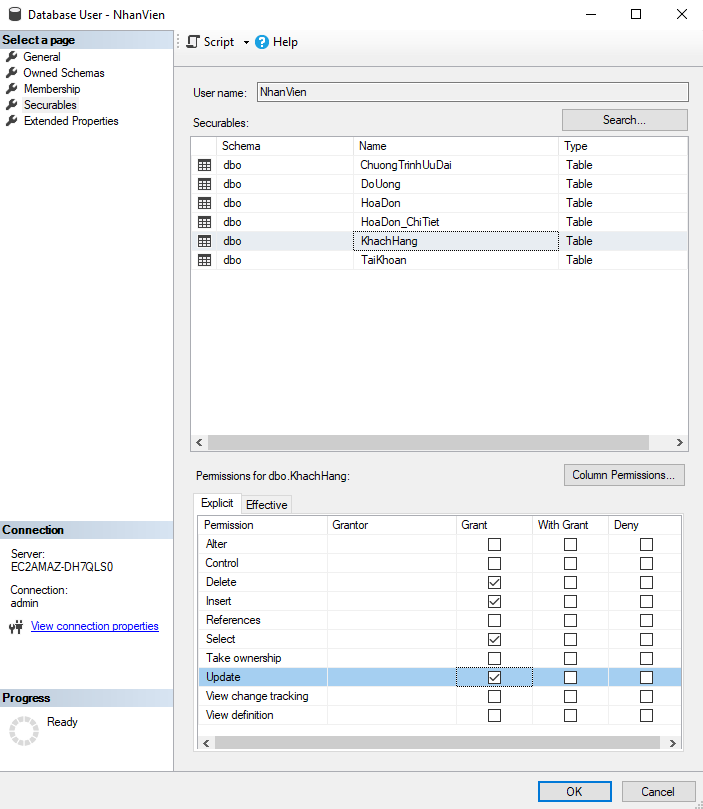 Database User - NhanVien
Select a page
General
Owned Schemas
Membership
Securables
Extended Properties
Script
Help
User name: NhanVien
Securables: Search...
Schema Name Type
dbo ChuongTrinhUuDai Table
dbo DoUong Table
dbo HoaDon Table
dbo HoaDon_ChiTiet Table
dbo KhachHang Table
dbo TaiKhoan Table
Permissions for dbo.KhachHang: Column Permissions...
Explicit Effective
Permission Grantor Grant With Grant Deny
Alter
Control
Delete
Insert
References
Select
Take ownership
Update
View change tracking
View definition
Connection
Server:
EC2AMAZ-DH7QLS0
Connection:
admin
View connection properties
Progress
Ready
OK Cancel